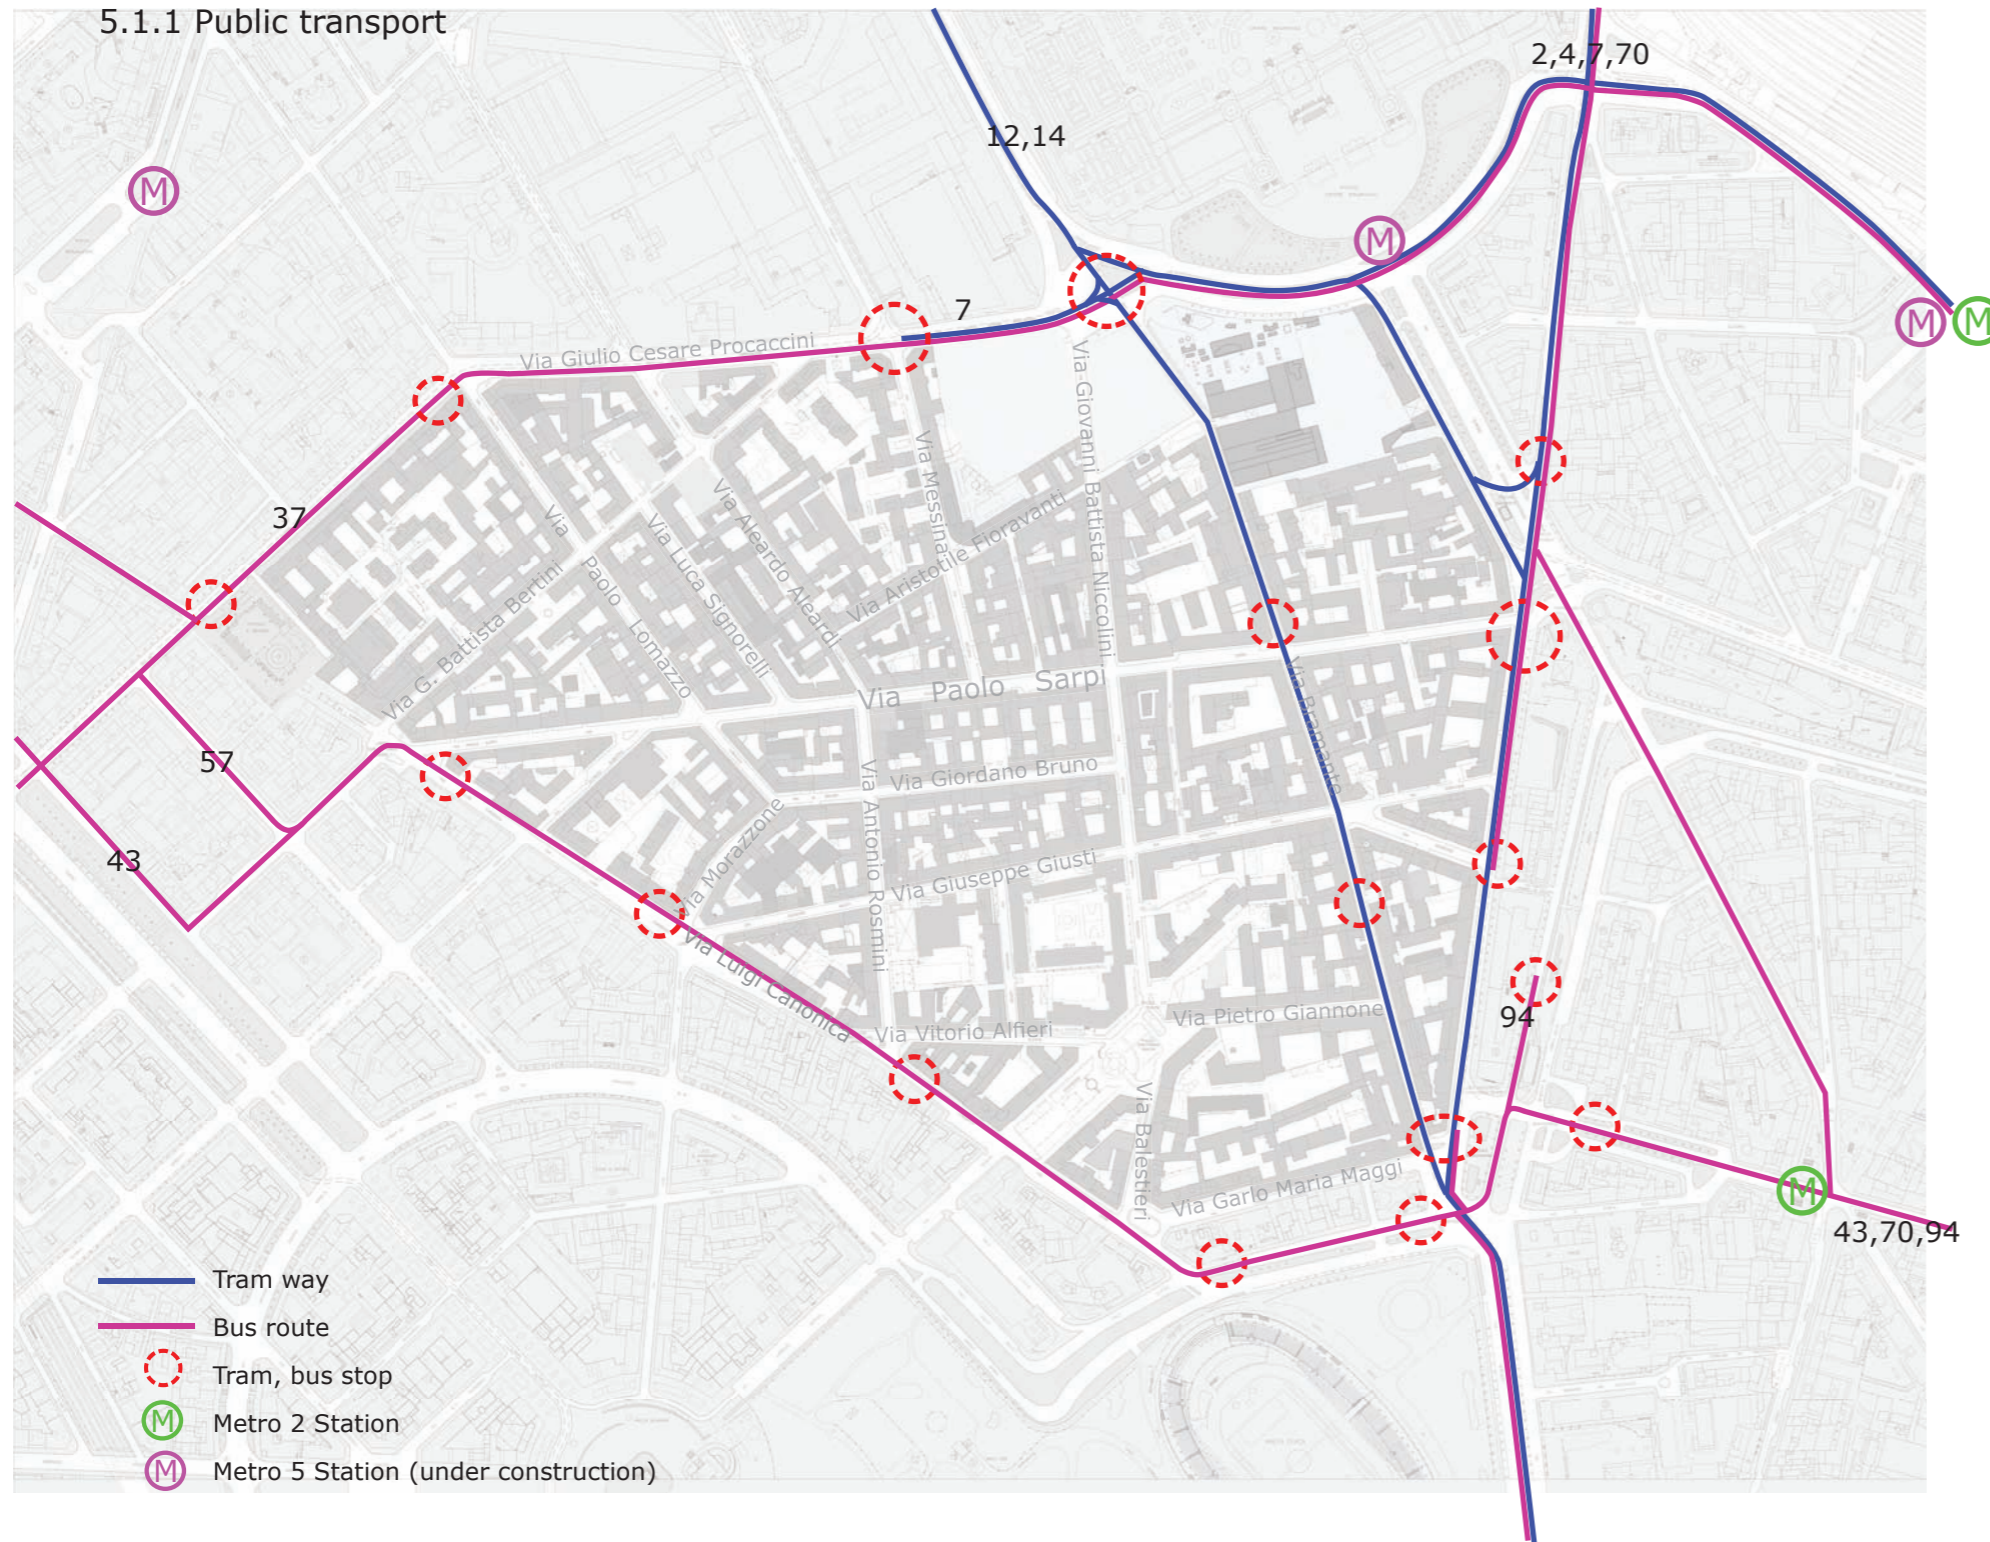 5.1.1 Public transport
2,4,7,70
12,14
M
M
7
M
M
Via Giulio Cesare Procaccini
Via Giovanni Battista Niccolini
Via Messina
37
Via Aristotile Fioravanti
Via Aleardo Aleardi
Via Luca Signorelli
Via Paolo Lomazzo
Via G. Battista Bertini
Via Paolo Sarpi
Via Bramante
57
Via Giordano Bruno
Via Antonio Rosmini
Via Morazzone
43
Via Giuseppe Giusti
Via Luigi Canonica
Via Vitorio Alfieri
Via Pietro Giannone
94
Via Balestieri
Via Garlo Maria Maggi
M
43,70,94
Tram way
Bus route
Tram, bus stop
M Metro 2 Station
M Metro 5 Station (under construction)